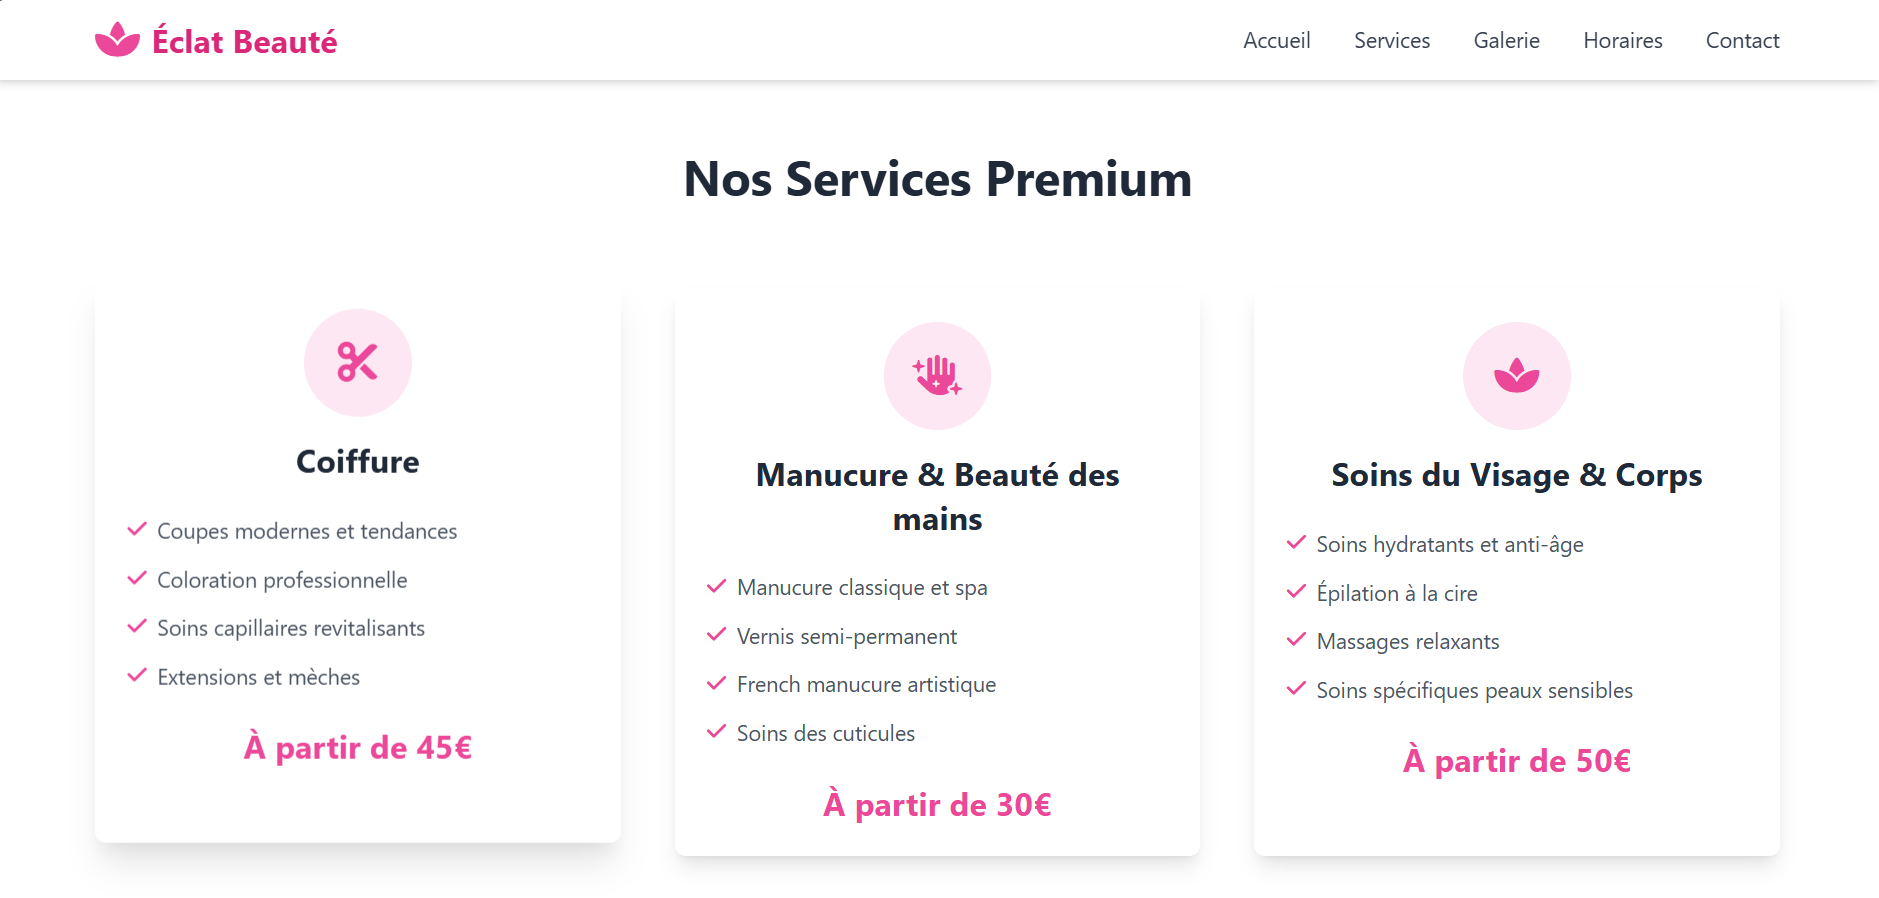 Éclat Beauté
Accueil
Services
Galerie
Horaires
Contact
Nos Services Premium
Coiffure
Coupes modernes et tendances
Coloration professionnelle
Soins capillaires revitalisants
Extensions et mèches
À partir de 45€
Manucure & Beauté des
mains
Manucure classique et spa
Vernis semi-permanent
French manucure artistique
Soins des cuticules
À partir de 30€
Soins du Visage & Corps
Soins hydratants et anti-âge
Épilation à la cire
Massages relaxants
Soins spécifiques peaux sensibles
À partir de 50€